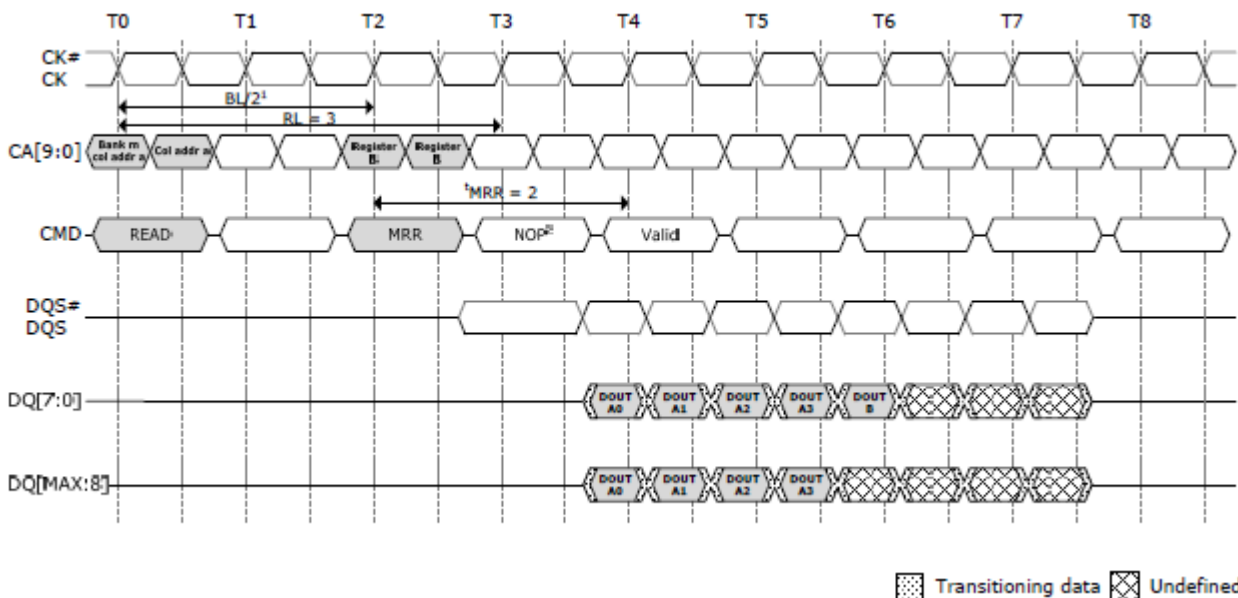 T0 T1 T2 T3 T4 T5 T6 T7 T8
CK#
CK
BL/2¹
RL = 3
CA[9:0]
Bank m col addr a
Col addr a
Register B
Register B
tMRR = 2
CMD
READ
MRR
NOP²
Valid
DQS#
DQS
DQ[7:0]
DOUT A0
DOUT A1
DOUT A2
DOUT A3
DOUT B
DQ[MAX:8]
DOUT A0
DOUT A1
DOUT A2
DOUT A3
Transitioning data
Undefined